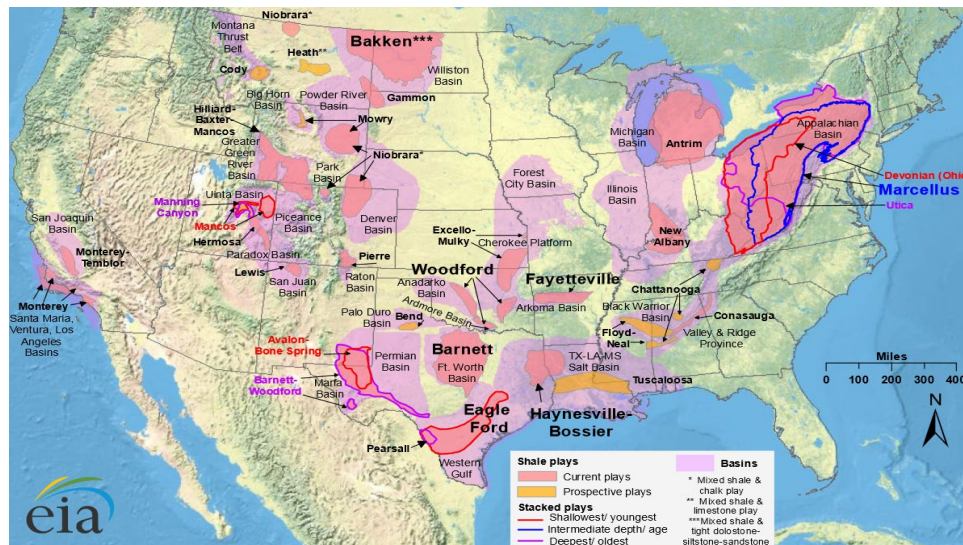 Niobrara*
Montana
Thrust
Belt
Cody
Heath**
Bakken***
Williston
Basin
Big Horn
Basin
Powder River
Basin
Gammon
Hilliard-
Baxter-
Mancos
Mowry
Greater
Green
River
Basin
Park
Basin
Niobrara*
Uinta Basin
Manning
Canyon
Mancos
Piceance
Basin
Denver
Basin
Hermosa
Paradox Basin
Lewis
San Juan
Basin
Pierre
Raton
Basin
San Joaquin
Basin
Monterey-
Temblor
Monterey
Santa Maria,
Ventura, Los
Angeles
Basins
Forest
City Basin
Excello-
Mulky
Cherokee Platform
Woodford
Anadarko
Basin
Ardmore Basin
Fayetteville
Arkoma Basin
Palo Duro
Basin
Bend
Avalon-
Bone Spring
Permian
Basin
Barnett-
Woodford
Marfa
Basin
Barnett
Ft. Worth
Basin
Eagle
Ford
Pearsall
Western
Gulf
TX-LA-MS
Salt Basin
Haynesville-
Bossier
Tuscaloosa
Michigan
Basin
Antrim
Illinois
Basin
New
Albany
Appalachian
Basin
Devonian (Ohio
Marcellus
Utica
Chattanooga
Black Warrior
Basin
Conasauga
Floyd-
Neal
Valley & Ridge
Province
Miles
0 100 200 300 400
N
Shale plays
Current plays
Prospective plays
Stacked plays
Shallowest/ youngest
Intermediate depth/ age
Deepest/ oldest
Basins
* Mixed shale &
chalk play
** Mixed shale &
limestone play
***Mixed shale &
tight dolostone-
siltstone-sandstone
eia